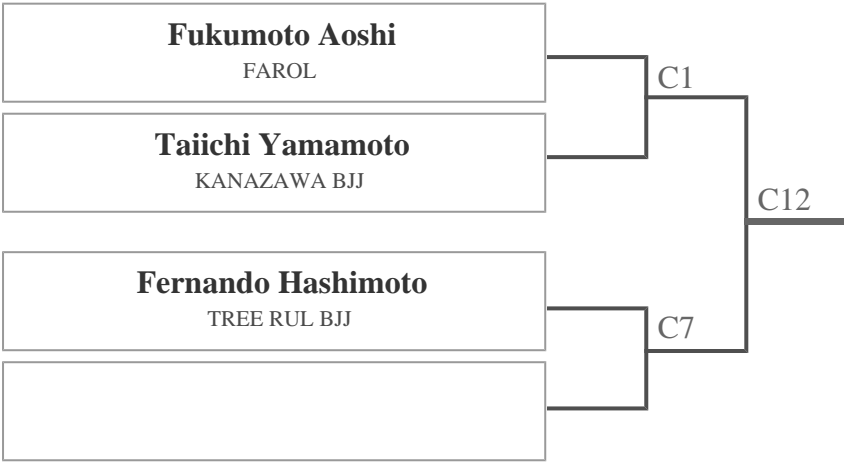 Fukumoto Aoshi
FAROL
C1
Taiichi Yamamoto
KANAZAWA BJJ
C12
Fernando Hashimoto
TREE RUL BJJ
C7